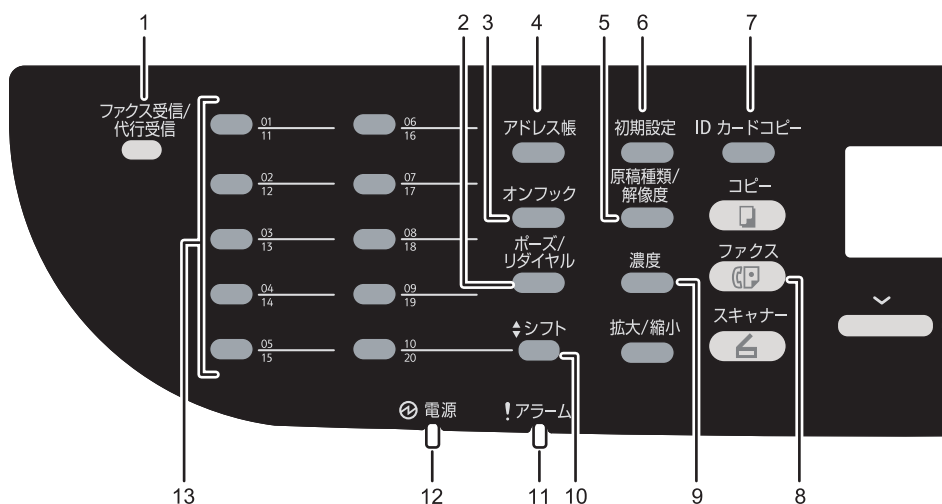 1
2
3
4
5
6
7
ファクス受信/
代行受信
01
11
06
16
02
12
07
17
03
13
08
18
04
14
09
19
05
15
10
20
アドレス帳
オンフック
ポーズ/
リダイヤル
シフト
初期設定
原稿種類/
解像度
濃度
拡大/縮小
ID カードコピー
コピー
ファクス
スキャナー
電源
!アラーム
13
12
11
10
9
8